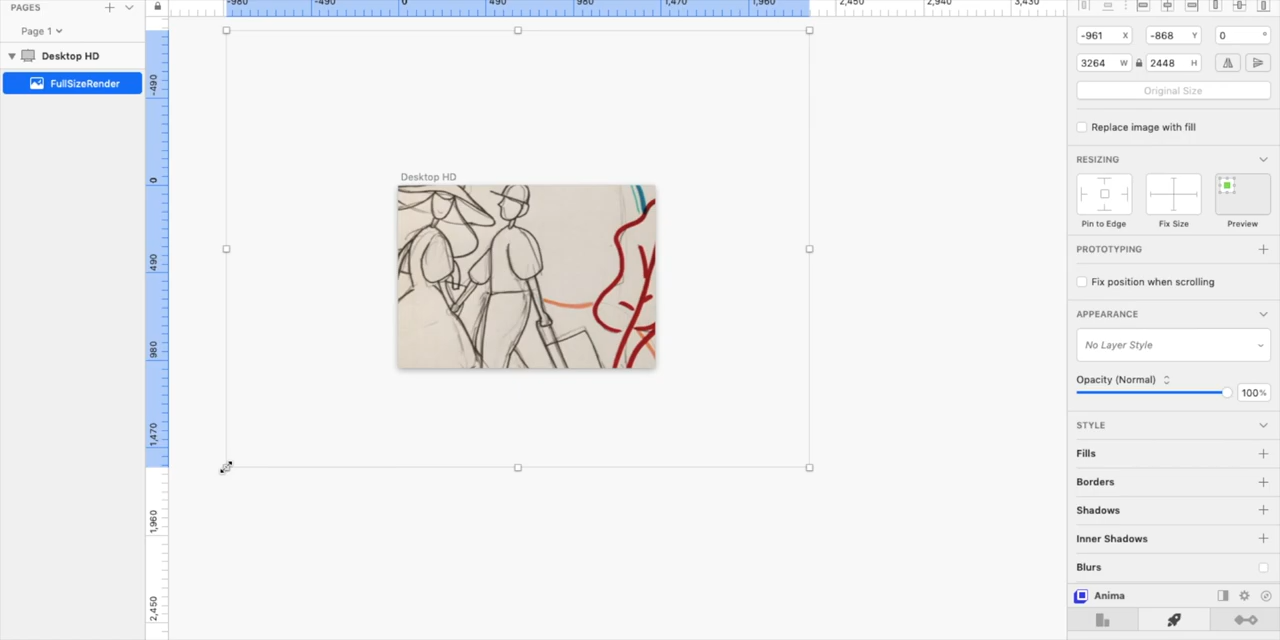 PAGES
Page 1
Desktop HD
FullSizeRender
-980 -490 0 490 980 1,470 1,960 2,450 2,940 3,430
-490
0
490
980
1,470
1,960
2,450
Desktop HD
-961 X -868 Y 0 °
3264 W 2448 H
Original Size
Replace image with fill
RESIZING
Pin to Edge Fix Size Preview
PROTOTYPING
Fix position when scrolling
APPEARANCE
No Layer Style
Opacity (Normal) 100%
STYLE
Fills
Borders
Shadows
Inner Shadows
Blurs
Anima